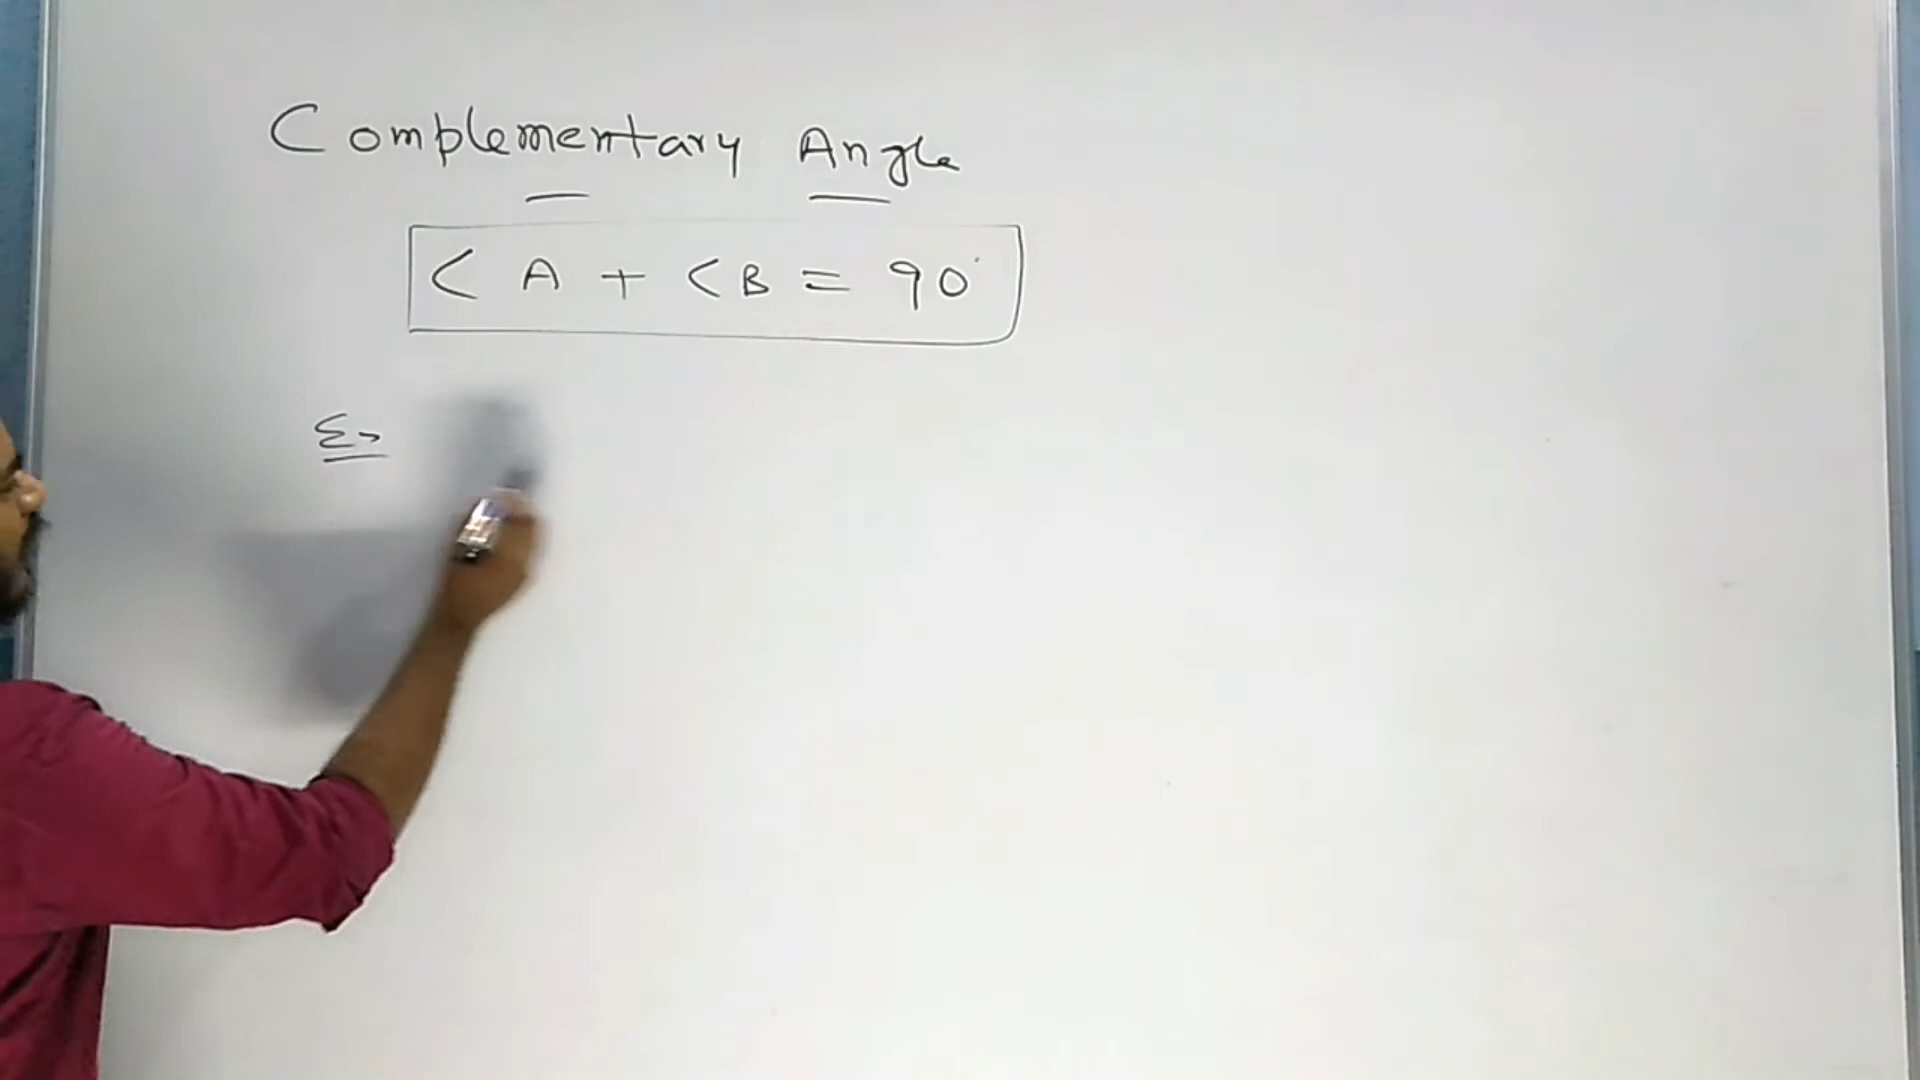 Complementary Angle
< A + < B = 90°
Ex